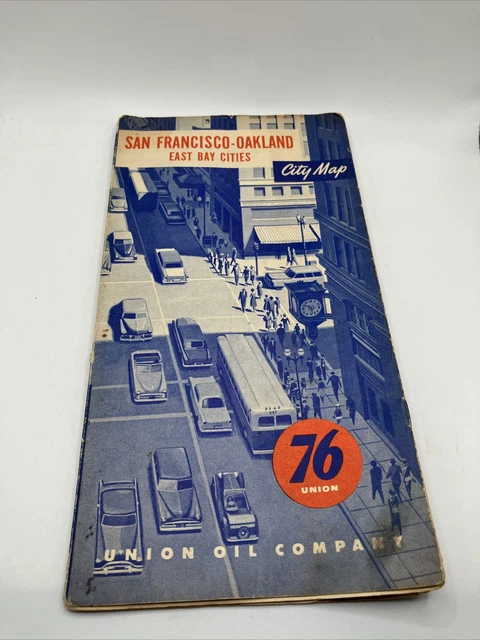 SAN FRANCISCO-OAKLAND
EAST BAY CITIES
City Map
76
UNION
UNION OIL COMPANY